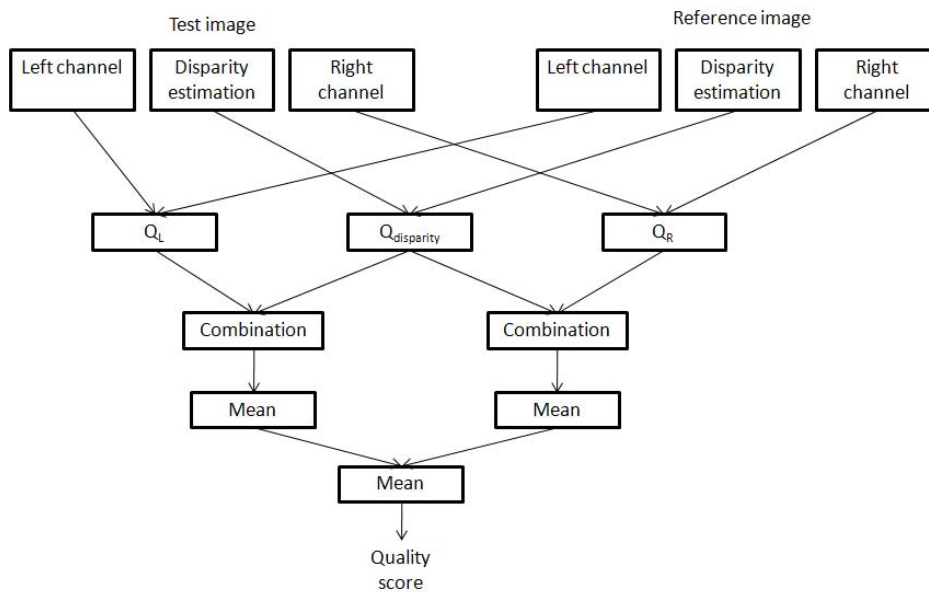 Test image
Reference image
Left channel
Disparity
estimation
Right
channel
Left channel
Disparity
estimation
Right
channel
QL
Qdisparity
QR
Combination
Combination
Mean
Mean
Mean
Quality
score